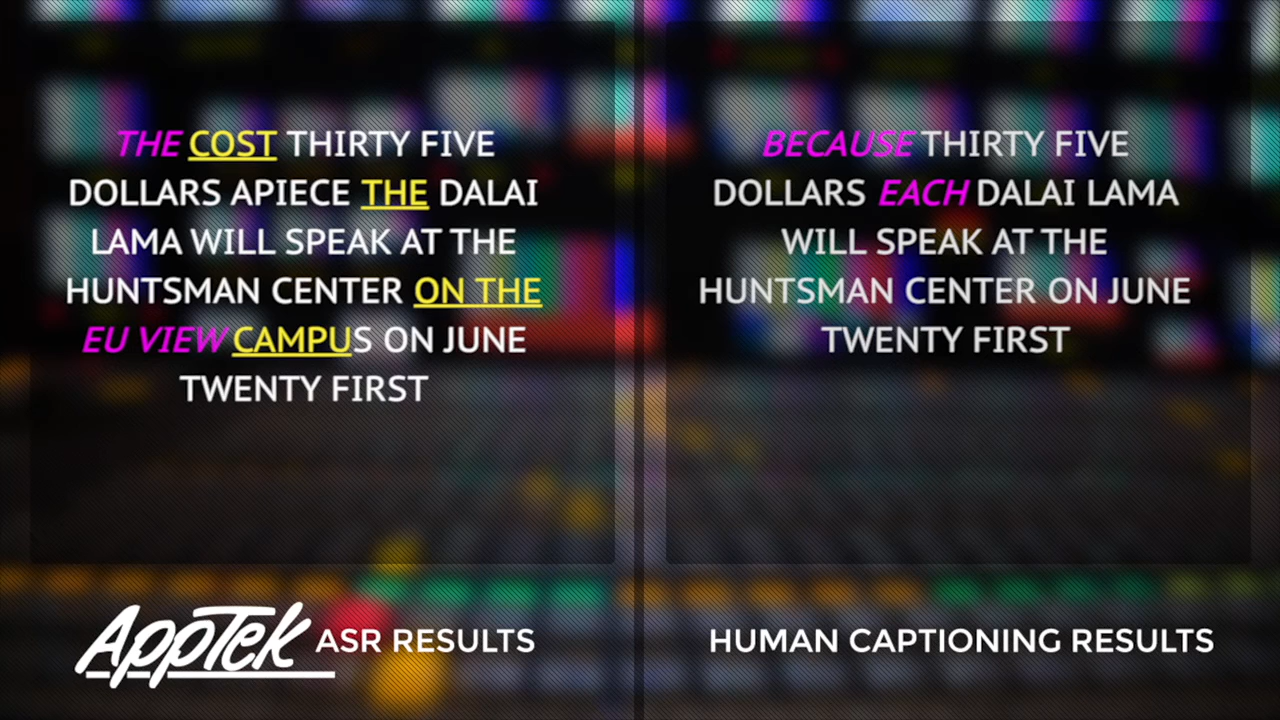 THE COST THIRTY FIVE
DOLLARS APIECE THE DALAI
LAMA WILL SPEAK AT THE
HUNTSMAN CENTER ON THE
EU VIEW CAMPUS ON JUNE
TWENTY FIRST
AppTek ASR RESULTS
BECAUSE THIRTY FIVE
DOLLARS EACH DALAI LAMA
WILL SPEAK AT THE
HUNTSMAN CENTER ON JUNE
TWENTY FIRST
HUMAN CAPTIONING RESULTS